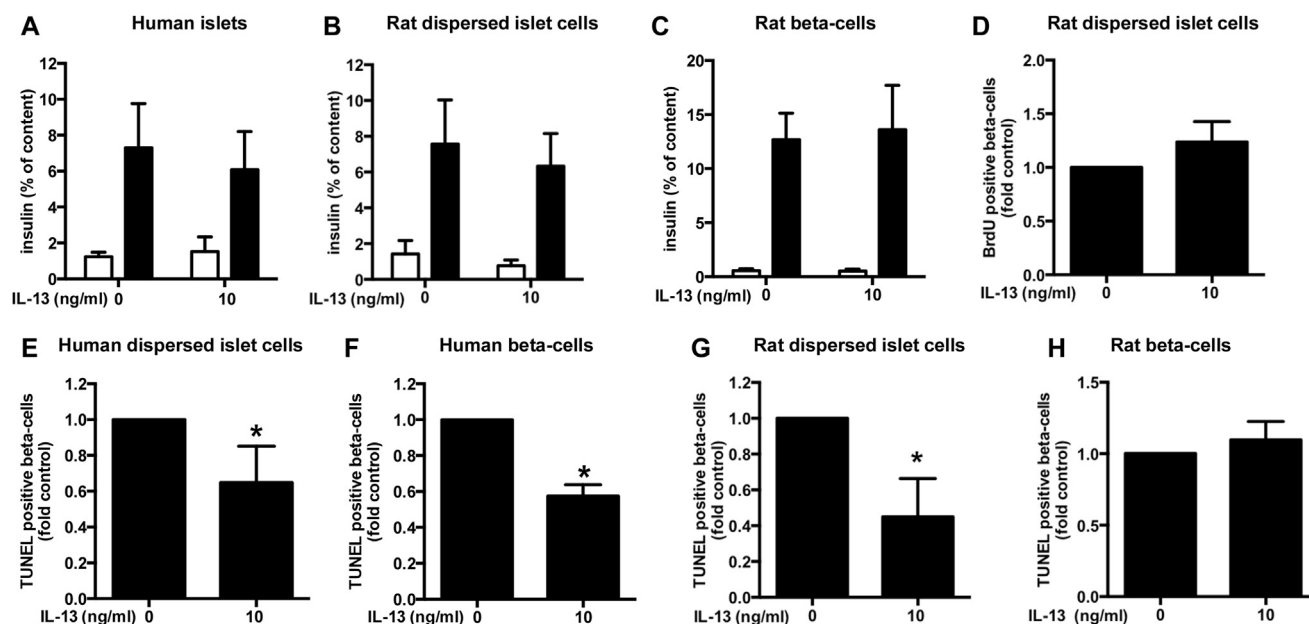 A Human islets
insulin (% of content)
12
10
8
6
4
2
0
IL-13 (ng/ml) 0 10
B Rat dispersed islet cells
insulin (% of content)
12
10
8
6
4
2
0
IL-13 (ng/ml) 0 10
C Rat beta-cells
insulin (% of content)
20
15
10
5
0
IL-13 (ng/ml) 0 10
D Rat dispersed islet cells
BrdU positive beta-cells
(fold control)
2.0
1.5
1.0
0.5
0.0
IL-13 (ng/ml) 0 10
E Human dispersed islet cells
TUNEL positive beta-cells
(fold control)
1.2
1.0
0.8
0.6
0.4
0.2
0.0
*
IL-13 (ng/ml) 0 10
F Human beta-cells
TUNEL positive beta-cells
(fold control)
1.2
1.0
0.8
0.6
0.4
0.2
0.0
*
IL-13 (ng/ml) 0 10
G Rat dispersed islet cells
TUNEL positive beta-cells
(fold control)
1.2
1.0
0.8
0.6
0.4
0.2
0.0
*
IL-13 (ng/ml) 0 10
H Rat beta-cells
TUNEL positive beta-cells
(fold control)
1.5
1.0
0.5
0.0
IL-13 (ng/ml) 0 10